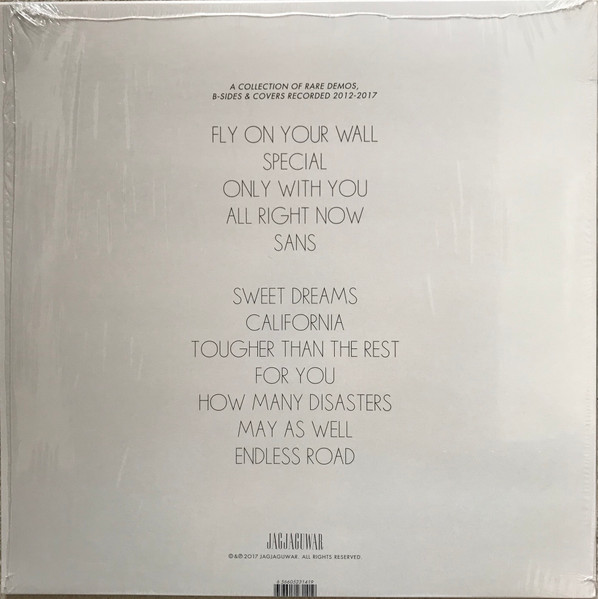 A COLLECTION OF RARE DEMOS,
B-SIDES & COVERS RECORDED 2012-2017
FLY ON YOUR WALL
SPECIAL
ONLY WITH YOU
ALL RIGHT NOW
SANS
SWEET DREAMS
CALIFORNIA
TOUGHER THAN THE REST
FOR YOU
HOW MANY DISASTERS
MAY AS WELL
ENDLESS ROAD
JAGJAGUWAR
©&℗ 2017 JAGJAGUWAR. ALL RIGHTS RESERVED.